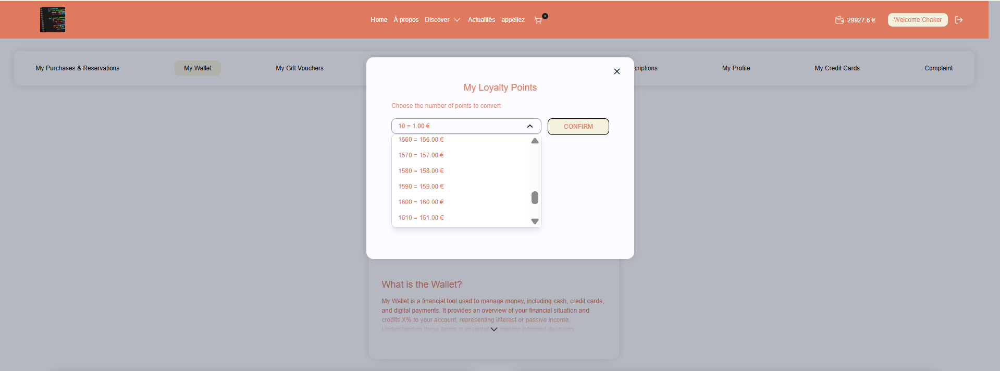 Home À propos Discover Actualités appellez 29927.6 € Welcome Chaker
My Purchases & Reservations My Wallet My Gift Vouchers criptions My Profile My Credit Cards Complaint
My Loyalty Points
Choose the number of points to convert
10 = 1.00 € CONFIRM
1560 = 156.00 €
1570 = 157.00 €
1580 = 158.00 €
1590 = 159.00 €
1600 = 160.00 €
1610 = 161.00 €
What is the Wallet?
My Wallet is a financial tool used to manage money, including cash, credit cards,
and digital payments. It provides an overview of your financial situation and
credits X% to your account, representing interest or passive income.
Understanding these terms is essential making informed decisions.